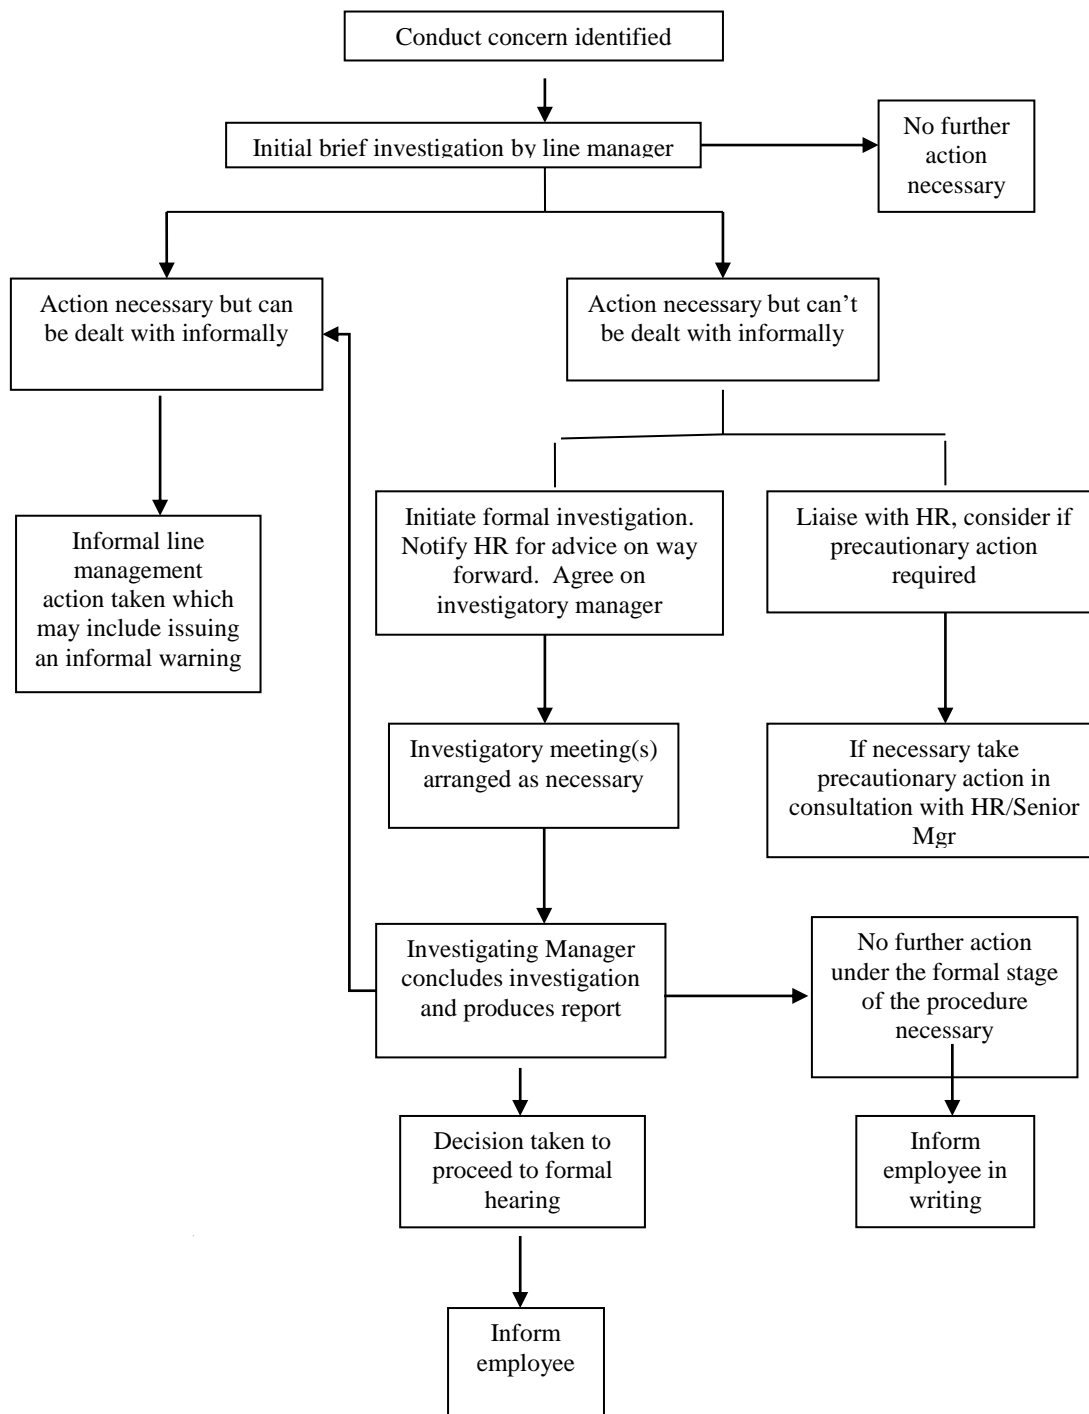 Conduct concern identified
Initial brief investigation by line manager
No further
action
necessary
Action necessary but can
be dealt with informally
Action necessary but can’t
be dealt with informally
Initiate formal investigation.
Notify HR for advice on way
forward.  Agree on
investigatory manager
Liaise with HR, consider if
precautionary action
required
Informal line
management
action taken which
may include issuing
an informal warning
Investigatory meeting(s)
arranged as necessary
If necessary take
precautionary action in
consultation with HR/Senior
Mgr
Investigating Manager
concludes investigation
and produces report
No further action
under the formal stage
of the procedure
necessary
Decision taken to
proceed to formal
hearing
Inform
employee in
writing
Inform
employee